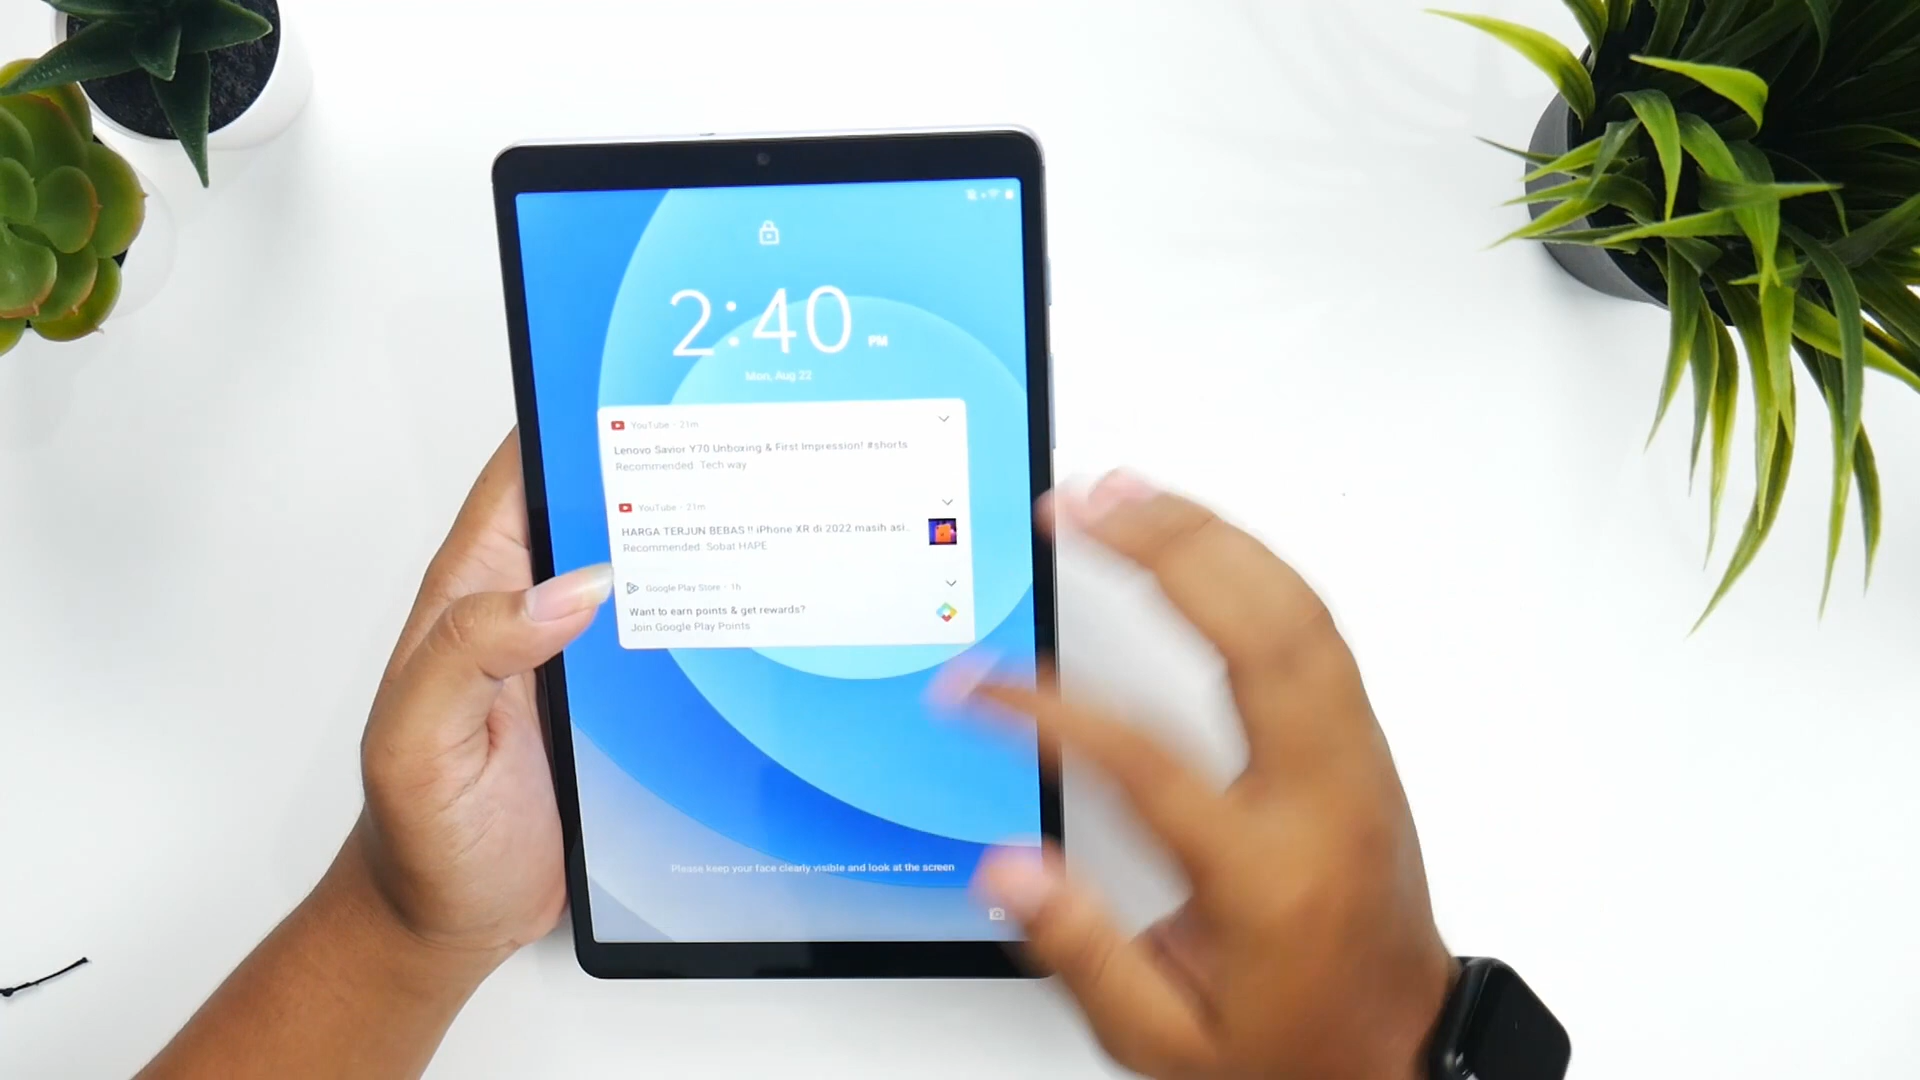 2:40 PM
Mon, Aug 22
YouTube · 21m
Lenovo Savior Y70 Unboxing & First Impression! #shorts
Recommended: Tech way
YouTube · 21m
HARGA TERJUN BEBAS !! iPhone XR di 2022 masih asi..
Recommended: Sobat HAPE
Google Play Store · 1h
Want to earn points & get rewards?
Join Google Play Points
Please keep your face clearly visible and look at the screen